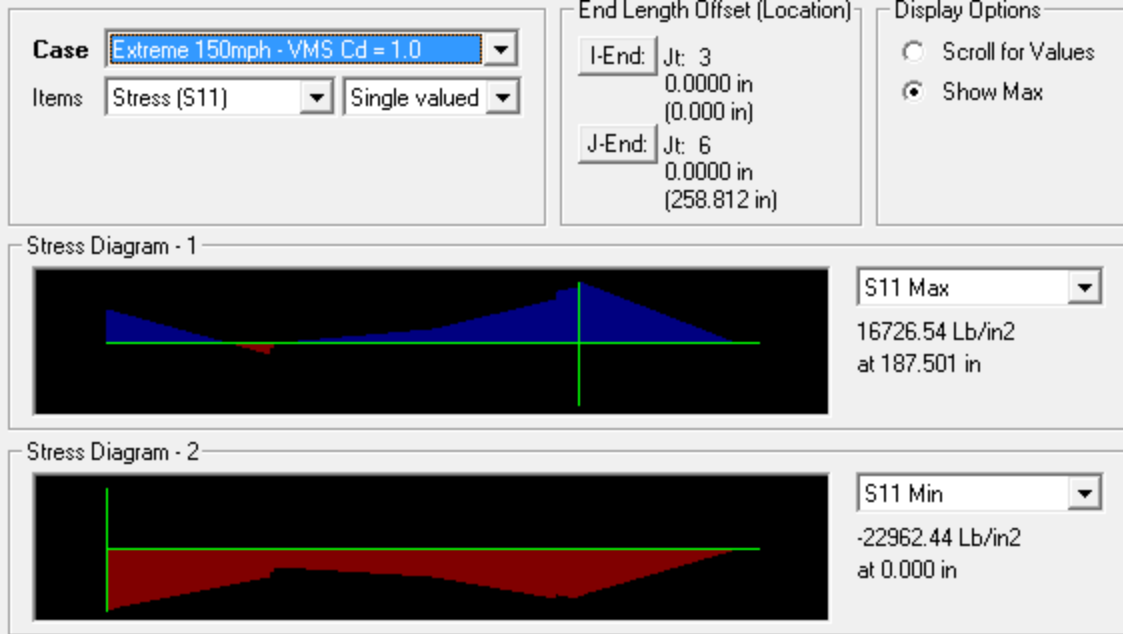 Case Extreme 150mph - VMS Cd = 1.0
Items Stress (S11) Single valued
End Length Offset (Location)
I-End: Jt: 3
0.0000 in
(0.000 in)
J-End: Jt: 6
0.0000 in
(258.812 in)
Display Options
Scroll for Values
Show Max
Stress Diagram - 1
S11 Max
16726.54 Lb/in2
at 187.501 in
Stress Diagram - 2
S11 Min
-22962.44 Lb/in2
at 0.000 in